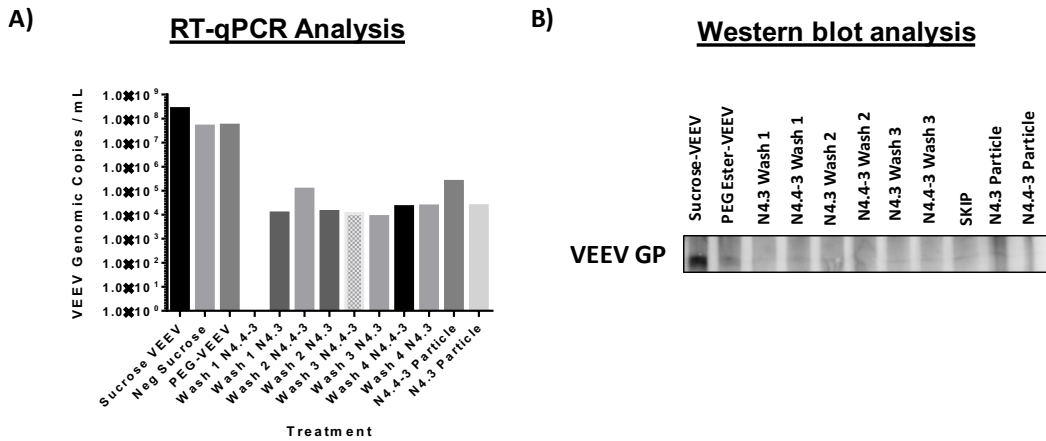 A)
RT-qPCR Analysis
VEEV Genomic Copies / mL
1.0✖10⁹
1.0✖10⁸
1.0✖10⁷
1.0✖10⁶
1.0✖10⁵
1.0✖10⁴
1.0✖10³
1.0✖10²
1.0✖10¹
1.0✖10⁰
Sucrose VEEV
Neg Sucrose
PEG-VEEV
Wash 1 N4.4-3
Wash 1 N4.3
Wash 2 N4.4-3
Wash 2 N4.3
Wash 3 N4.4-3
Wash 3 N4.3
Wash 4 N4.4-3
Wash 4 N4.3
N4.4-3 Particle
N4.3 Particle
Treatment
B)
Western blot analysis
Sucrose-VEEV
PEG Ester-VEEV
N4.3 Wash 1
N4.4-3 Wash 1
N4.3 Wash 2
N4.4-3 Wash 2
N4.3 Wash 3
N4.4-3 Wash 3
SKIP
N4.3 Particle
N4.4-3 Particle
VEEV GP